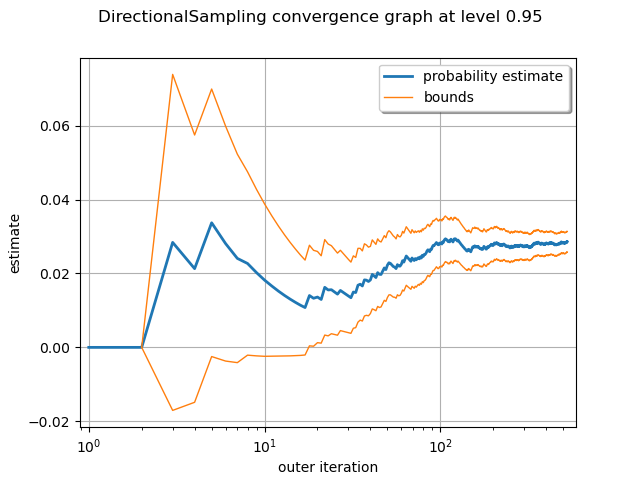 DirectionalSampling convergence graph at level 0.95
probability estimate
bounds
0.06
0.04
0.02
0.00
−0.02
estimate
10⁰
10¹
10²
outer iteration